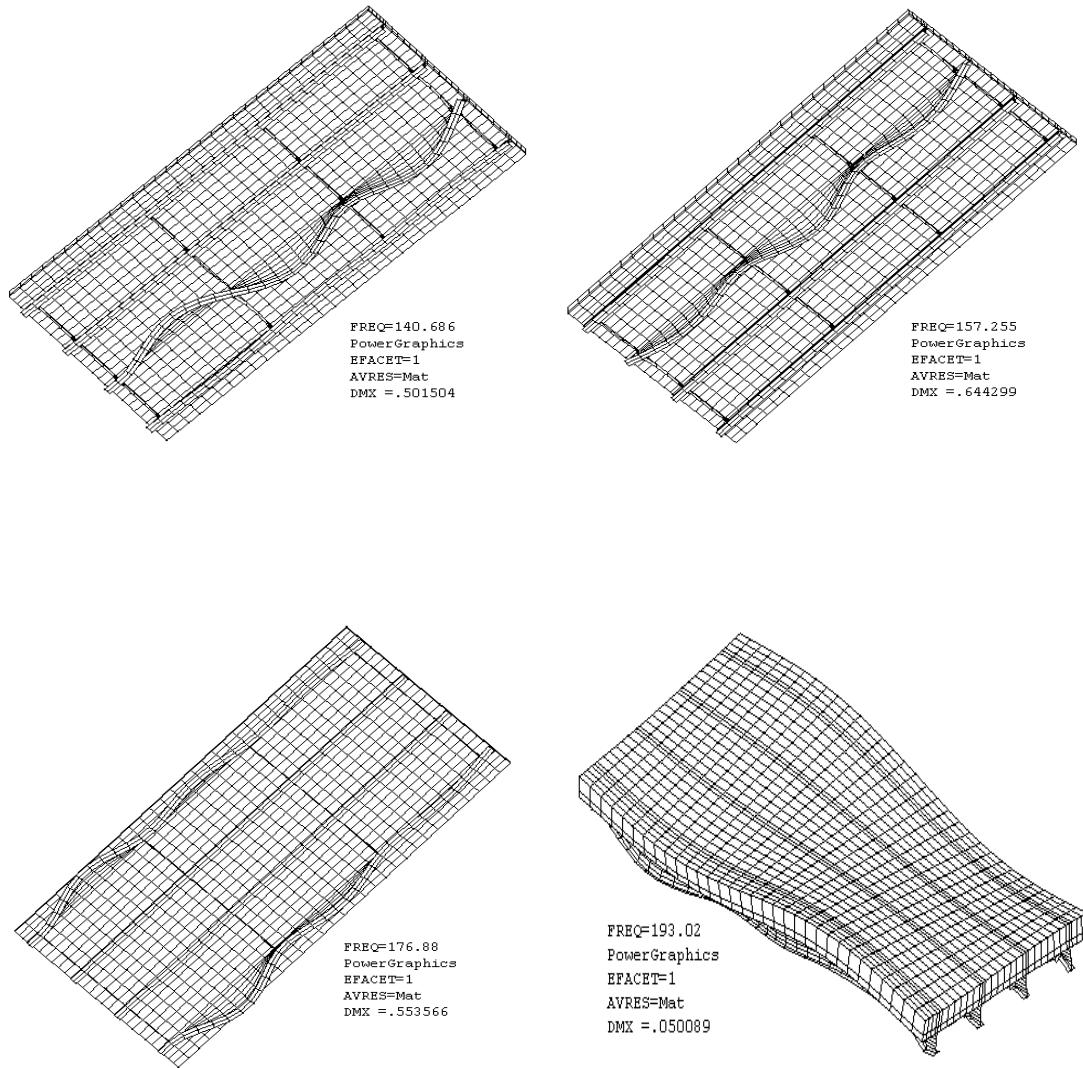 FREQ=140.686
PowerGraphics
EFACET=1
AVRES=Mat
DMX =.501504
FREQ=157.255
PowerGraphics
EFACET=1
AVRES=Mat
DMX =.644299
FREQ=176.88
PowerGraphics
EFACET=1
AVRES=Mat
DMX =.553566
FREQ=193.02
PowerGraphics
EFACET=1
AVRES=Mat
DMX =.050089